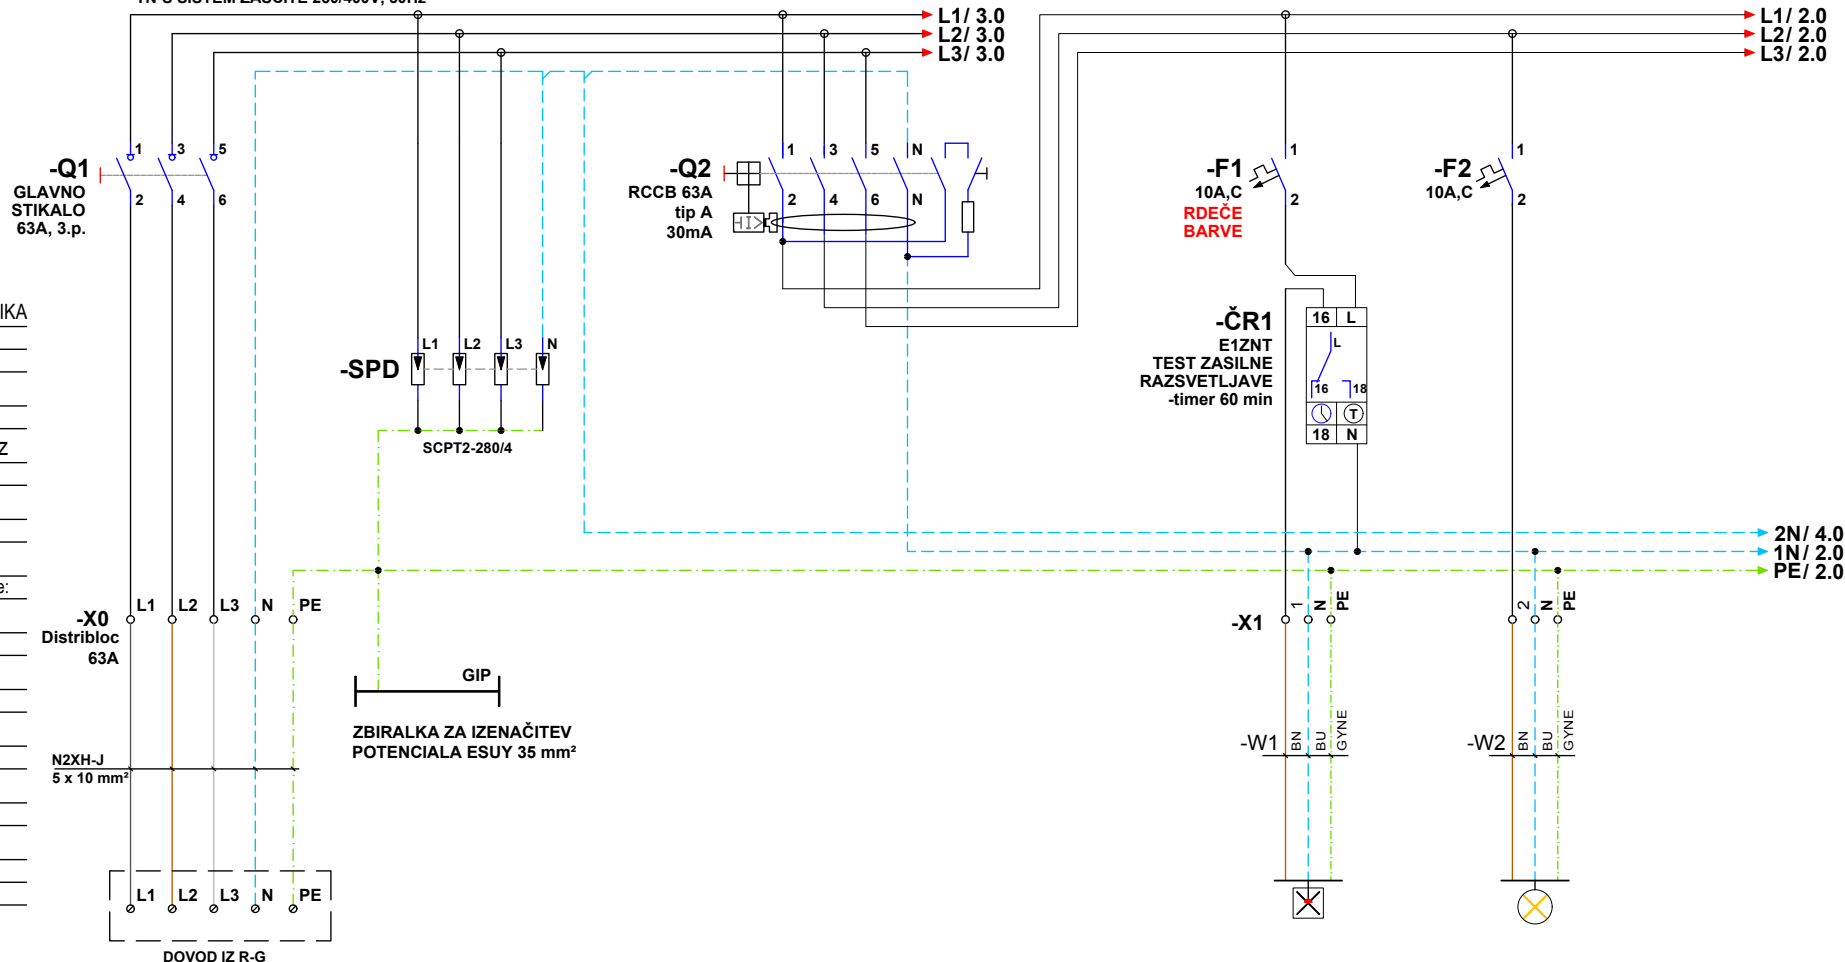 L1/ 3.0
L2/ 3.0
L3/ 3.0
L1/ 2.0
L2/ 2.0
L3/ 2.0
-Q1
GLAVNO
STIKALO
63A, 3.p.
1 3 5
2 4 6
-Q2
RCCB 63A
tip A
30mA
1 3 5 N
2 4 6 N
-F1
10A,C
RDEČE
BARVE
1
2
-F2
10A,C
1
2
IKA
Z
e:
-SPD
L1 L2 L3 N
SCPT2-280/4
-ČR1
E1ZNT
TEST ZASILNE
RAZSVETLJAVE
-timer 60 min
16 L
L
16 18
T
18 N
2N/ 4.0
1N/ 2.0
PE/ 2.0
-X0
Distribloc
63A
L1 L2 L3 N PE
GIP
ZBIRALKA ZA IZENAČITEV
POTENCIALA ESUY 35 mm²
-X1
1 N PE
2 N PE
-W1 BN BU GYNE
-W2 BN BU GYNE
N2XH-J
5 x 10 mm²
L1 L2 L3 N PE
DOVOD IZ R-G